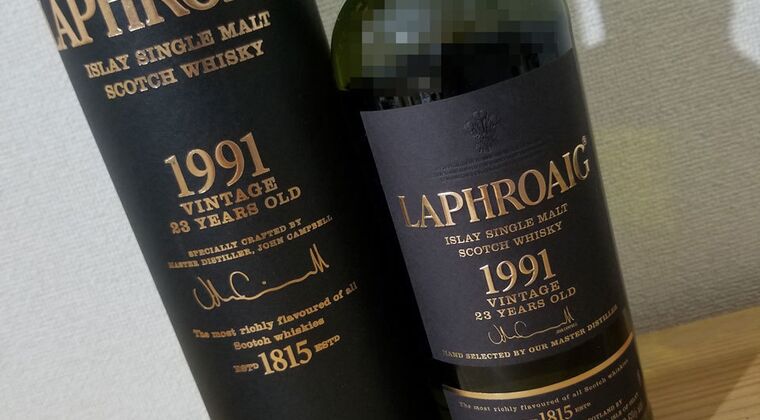 LAPHROAIG
ISLAY SINGLE MALT
SCOTCH WHISKY
1991
VINTAGE
23 YEARS OLD
SPECIALLY CRAFTED BY
MASTER DISTILLER, JOHN CAMPBELL
The most richly flavoured of all
Scotch whiskies
ESTD 1815 ESTD
LAPHROAIG®
ISLAY SINGLE MALT
SCOTCH WHISKY
1991
VINTAGE
23 YEARS OLD
HAND SELECTED BY OUR MASTER DISTILLER
The most richly flavoured of all Scotch whiskies
1815 ESTD